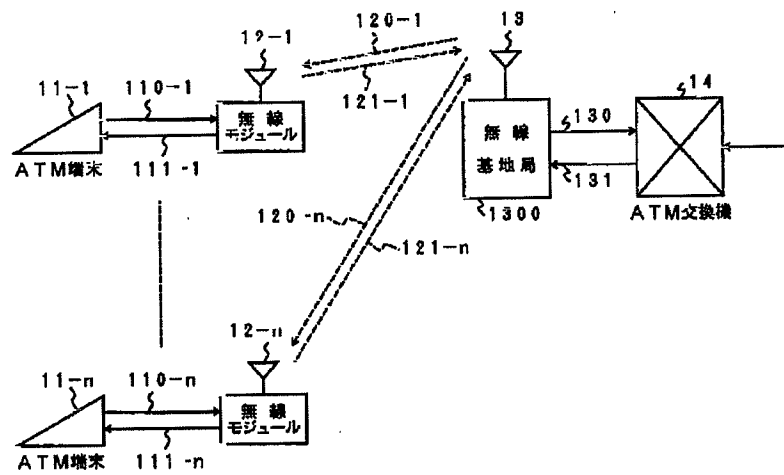 120-1
13
12-1
11-1
110-1
121-1
14
無線
モジュール
無線
基地局
130
131
ATM端末
111-1
1300
ATM交換機
120-n
121-n
12-n
11-n
110-n
無線
モジュール
ATM端末
111-n